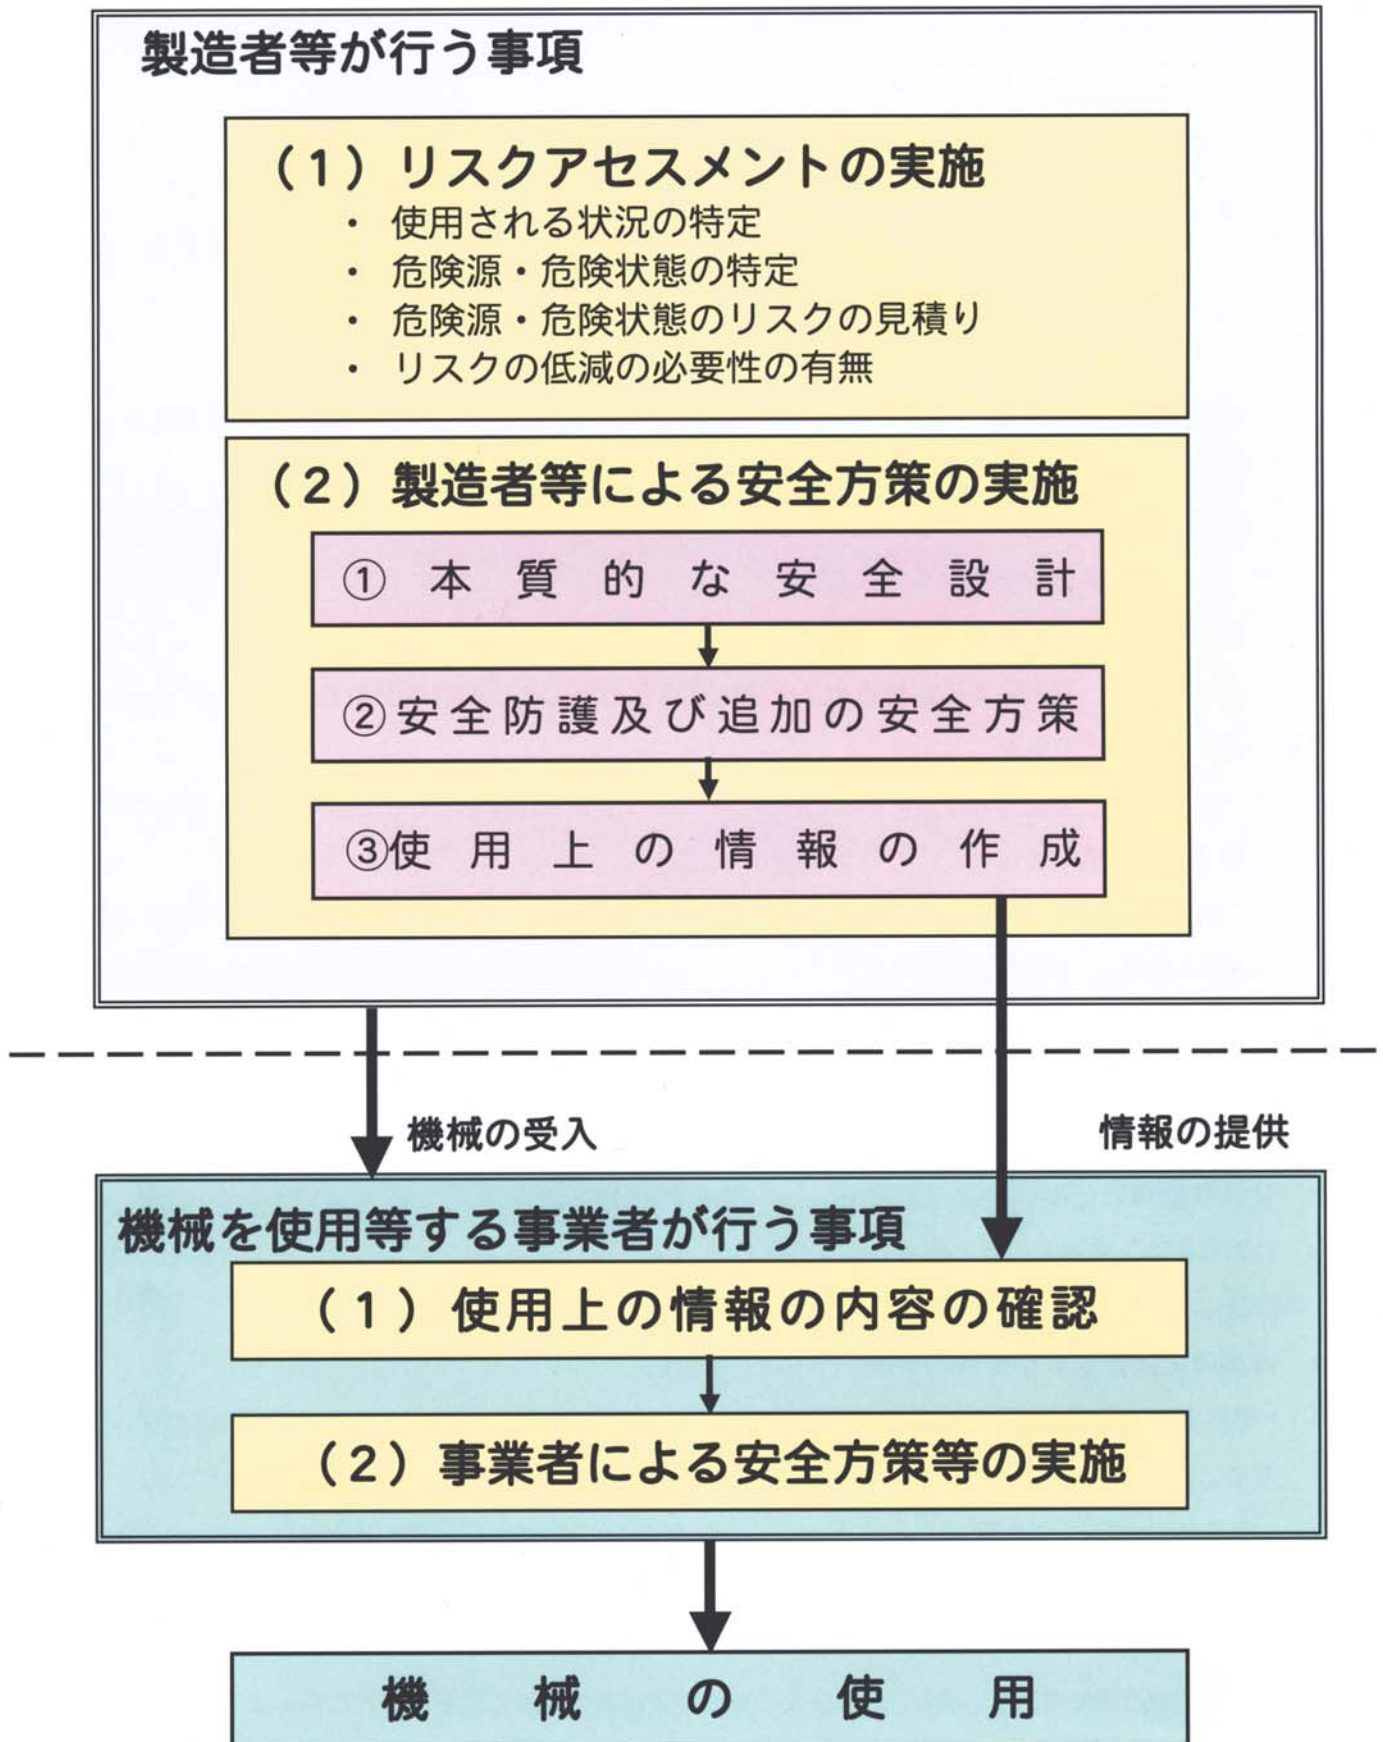 製造者等が行う事項
（1）リスクアセスメントの実施
・ 使用される状況の特定
・ 危険源・危険状態の特定
・ 危険源・危険状態のリスクの見積り
・ リスクの低減の必要性の有無
（2）製造者等による安全方策の実施
①本質的な安全設計
②安全防護及び追加の安全方策
③使用上の情報の作成
機械の受入
情報の提供
機械を使用等する事業者が行う事項
（1）使用上の情報の内容の確認
（2）事業者による安全方策等の実施
機械の使用